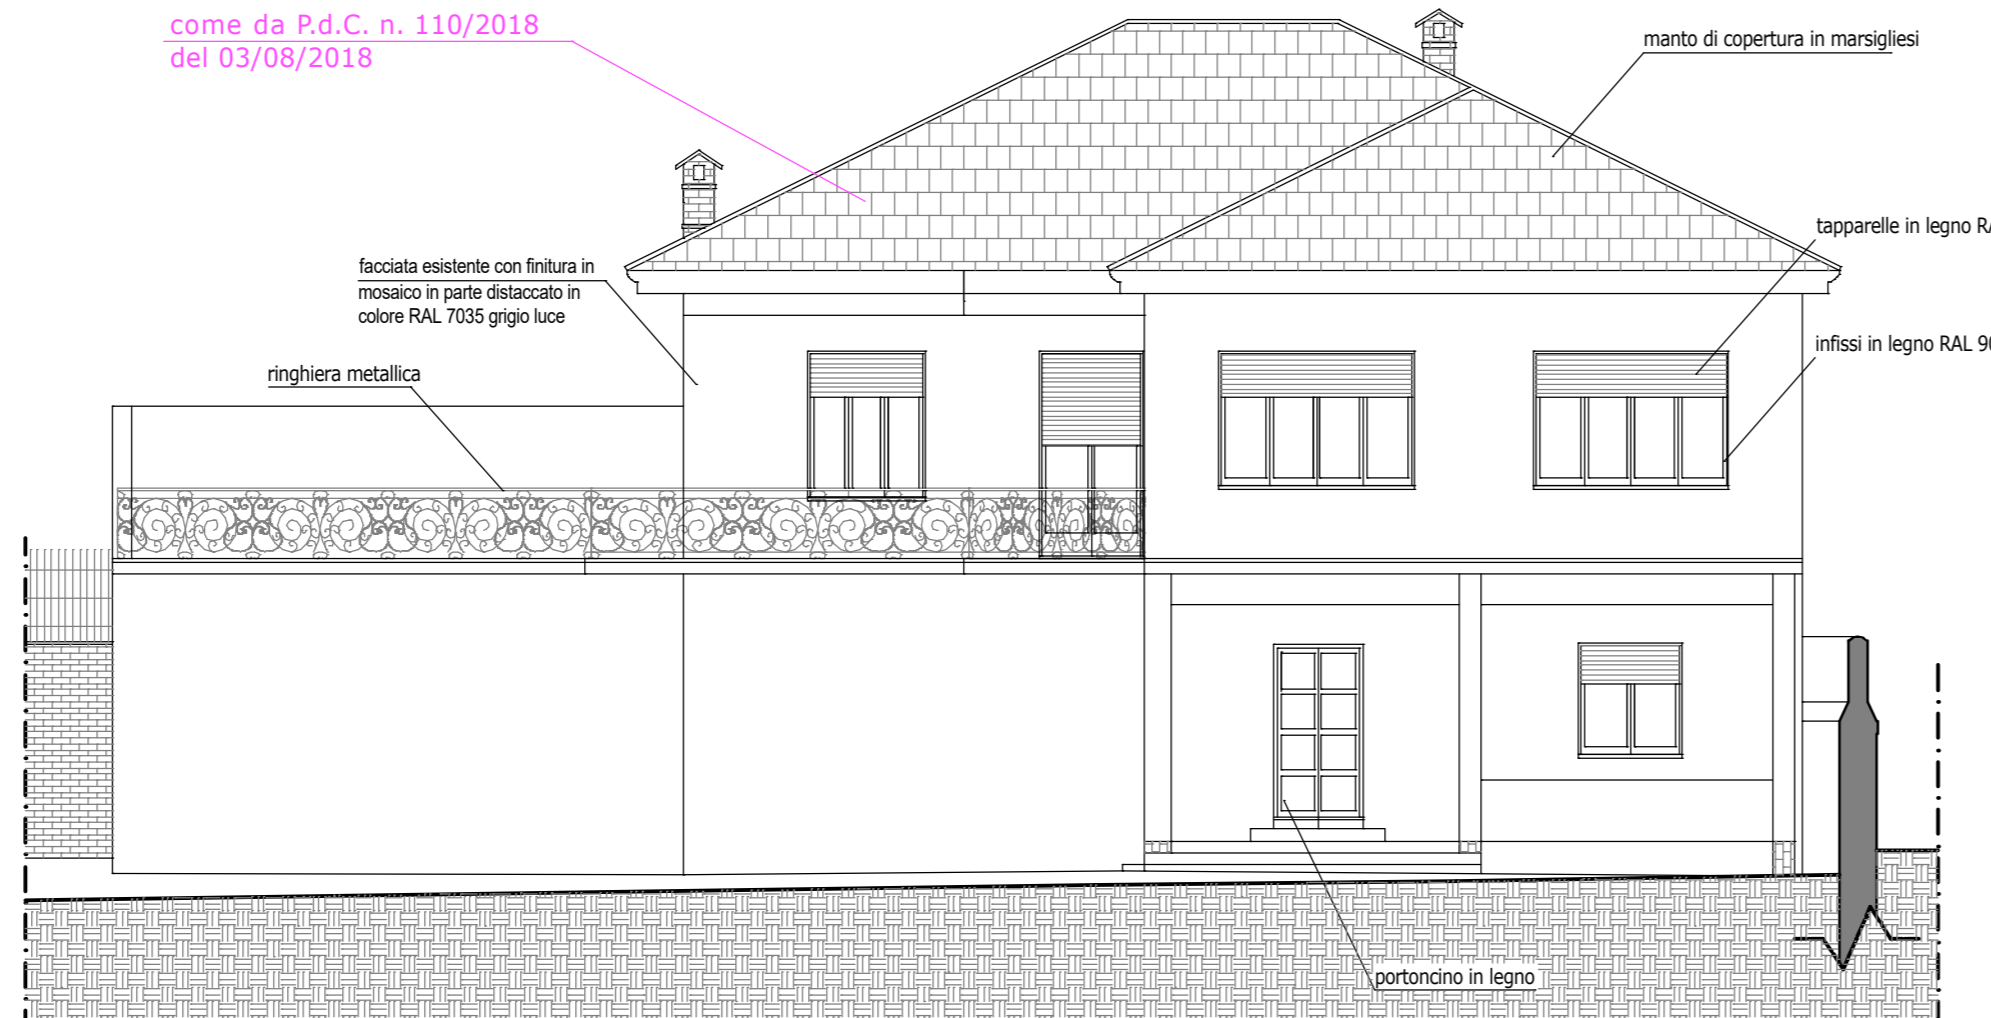 come da P.d.C. n. 110/2018
del 03/08/2018
manto di copertura in marsigliesi
tapparelle in legno
facciata esistente con finitura in
mosaico in parte distaccato in
colore RAL 7035 grigio luce
infissi in legno RAL
ringhiera metallica
portoncino in legno